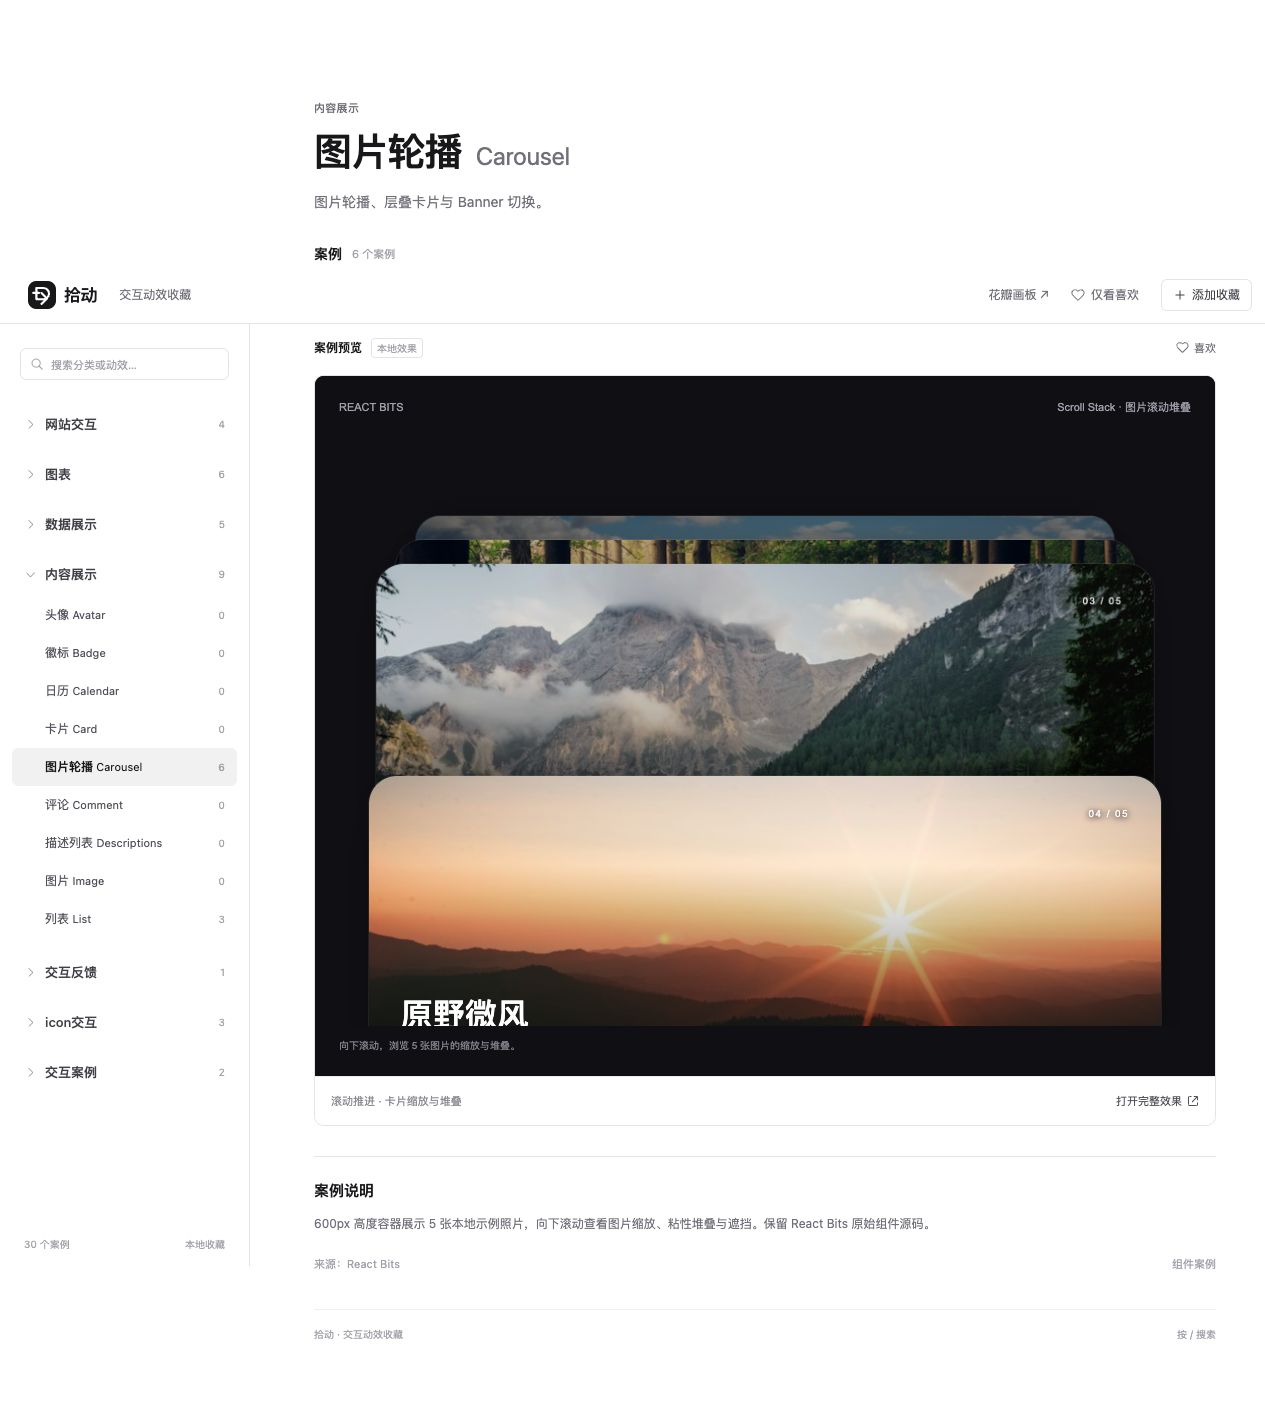 内容展示
图片轮播 Carousel
图片轮播、层叠卡片与 Banner 切换。
案例 6 个案例
拾动 交互动效收藏 花瓣画板 仅看喜欢 添加收藏
搜索分类或动效...
网站交互 4
图表 6
数据展示 5
内容展示 9
头像 Avatar 0
徽标 Badge 0
日历 Calendar 0
卡片 Card 0
图片轮播 Carousel 6
评论 Comment 0
描述列表 Descriptions 0
图片 Image 0
列表 List 3
交互反馈 1
icon交互 3
交互案例 2
30 个案例 本地收藏
案例预览 本地效果 喜欢
REACT BITS Scroll Stack · 图片滚动堆叠
03 / 05
04 / 05
原野微风
向下滚动，浏览 5 张图片的缩放与堆叠。
滚动推进 · 卡片缩放与堆叠 打开完整效果
案例说明
600px 高度容器展示 5 张本地示例照片，向下滚动查看图片缩放、粘性堆叠与遮挡。保留 React Bits 原始组件源码。
来源：React Bits 组件案例
拾动 · 交互动效收藏 按 / 搜索